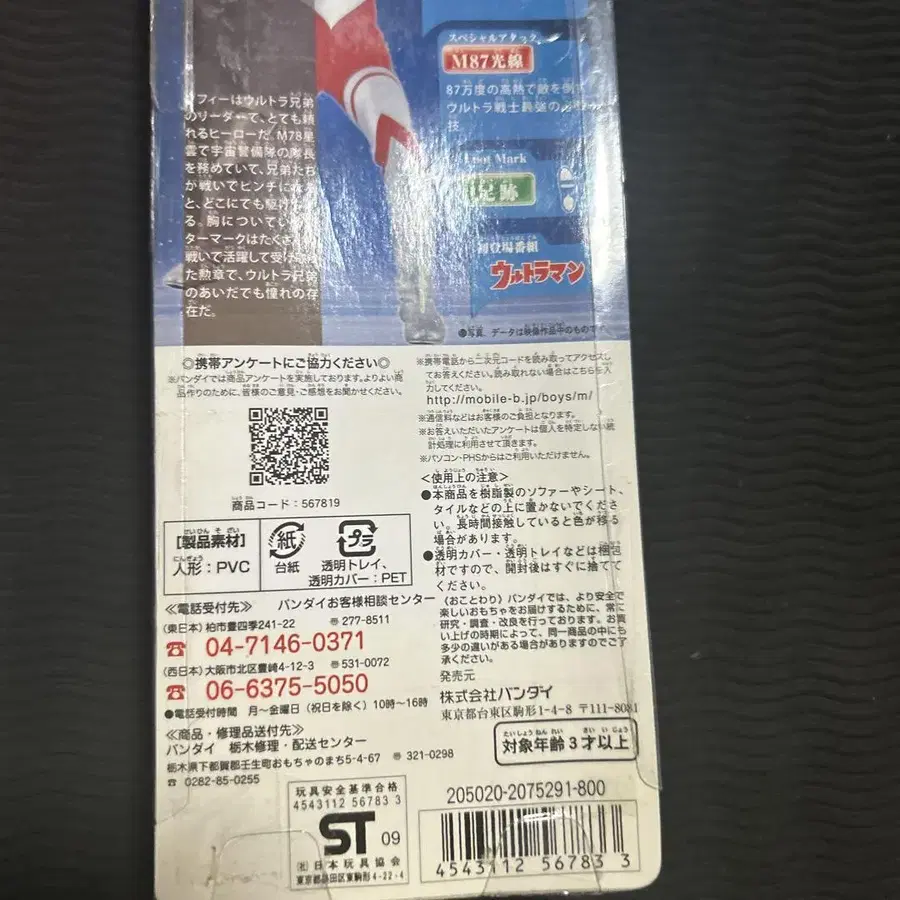 スペシャルアタック
M87光線
87万度の高熱で敵を倒す
ウルトラ戦士最強の必殺
技
フィーはウルトラ兄弟
のリーダーで、とても頼
れるヒーローだ。M78星
雲で宇宙警備隊の隊長
を務めていて、兄弟たち
が戦いでピンチになる
と、どこにでも駆け
る。胸についてい
ターマークはたくさ
戦いで活躍して受け
た勲章で、ウルトラ兄弟
のあいだでも憧れの存
在だ。
Foot Mark
足跡
初登場番組
ウルトラマン
●写真、データは映像作品中のものです
◎携帯アンケートにご協力ください◎
※バンダイでは商品アンケートを実施しております。よりよい商
品作りのために、皆様のご意見・ご感想をお聞かせください。
商品コード：567819
※携帯電話から二次元コードを読み取ってアクセスし
てお答えください。読み取れない場合はこちらを入
力してください。
http://mobile-b.jp/boys/m/
※通信料などはお客様のご負担となります。
※お答えいただいたアンケートは個人を特定しない統
計処理に利用させて頂きます。
※パソコン・PHSからはご利用いただけません。
＜使用上の注意＞
●本商品を樹脂製のソファーやシート、
タイルなどの上に置かないでくださ
い。長時間接触していると色が移る
場合があります。
●透明カバー・透明トレイなどは梱包
材ですので、開封後はすぐに捨てて
ください。
［製品素材］
人形：PVC
紙
台紙
プラ
透明トレイ、
透明カバー：PET
≪電話受付先≫ バンダイお客様相談センター
(東日本) 柏市豊四季241-22 〠277-8511
☎ 04-7146-0371
(西日本) 大阪市北区豊崎4-12-3 〠531-0072
☎ 06-6375-5050
●電話受付時間 月～金曜日（祝日を除く）10時～16時
≪商品・修理品送付先≫
バンダイ 栃木修理・配送センター
栃木県下都賀郡壬生町おもちゃのまち5-4-67 〠321-0298
☎ 0282-85-0255
《おことわり》バンダイでは、より安全で
楽しいおもちゃをお届けするために、常に
研究・調査・改良を行っております。お買
い上げの時期によって、同一商品の中にも
多少の違いがある場合がありますのでご了
承ください。
発売元
株式会社バンダイ
東京都台東区駒形1-4-8 〒111-8081
対象年齢3才以上
玩具安全基準合格
4543112 56783 3
ST 09
(社)日本玩具協会
東京都墨田区東駒形4-22-4
205020-2075291-800
4543112 56783 3